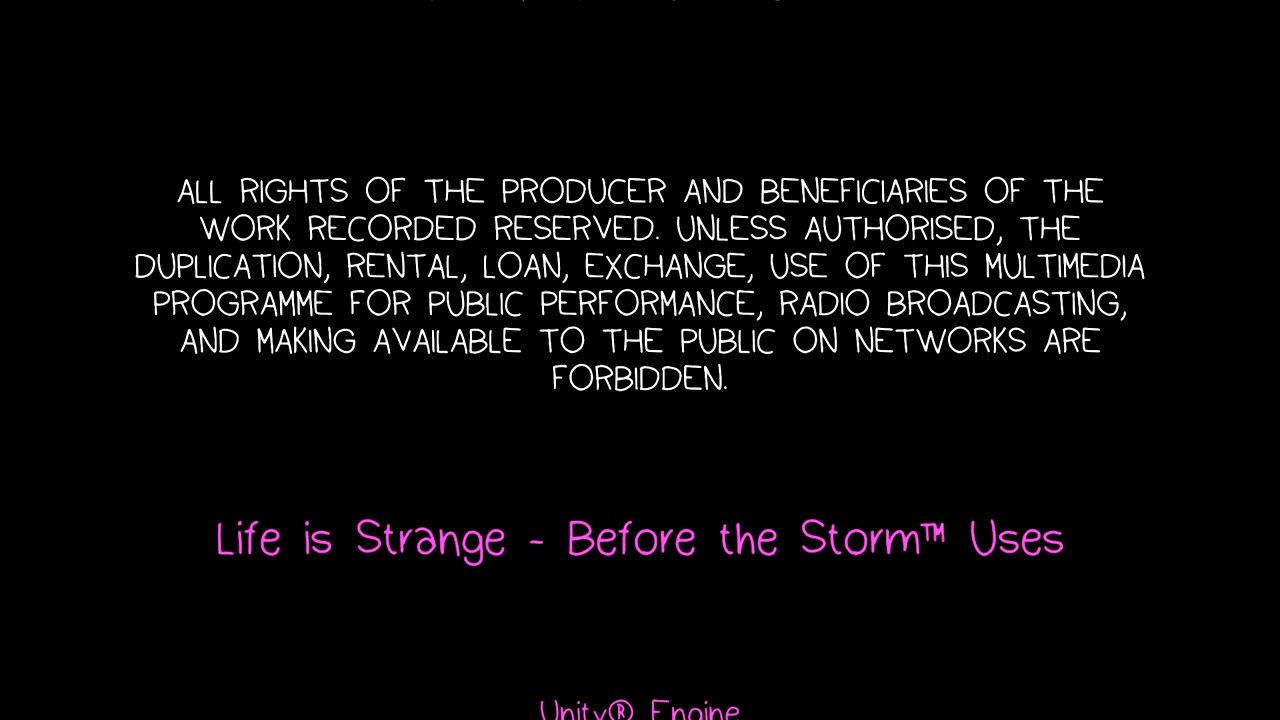 ALL RIGHTS OF THE PRODUCER AND BENEFICIARIES OF THE
WORK RECORDED RESERVED. UNLESS AUTHORISED, THE
DUPLICATION, RENTAL, LOAN, EXCHANGE, USE OF THIS MULTIMEDIA
PROGRAMME FOR PUBLIC PERFORMANCE, RADIO BROADCASTING,
AND MAKING AVAILABLE TO THE PUBLIC ON NETWORKS ARE
FORBIDDEN.
Life is Strange - Before the Storm™ Uses
Unity® Engine